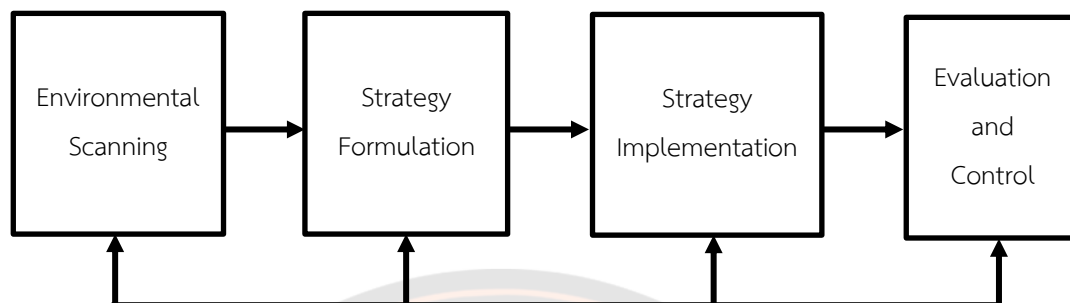 Environmental
Scanning
Strategy
Formulation
Strategy
Implementation
Evaluation
and
Control